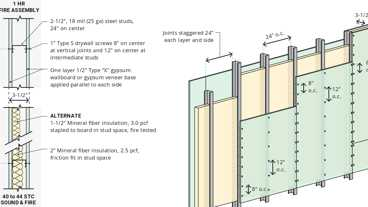 1 HR
FIRE ASSEMBLY
2-1/2", 18 mil (25 ga) steel studs,
24" on center
1" Type S drywall screws 8" on center
at vertical joints and 12" on center at
intermediate studs
One layer 1/2" Type "X" gypsum
wallboard or gypsum veneer base
applied parallel to each side
3-1/2"
ALTERNATE
1-1/2" Mineral fiber insulation, 3.0 pcf
stapled to board in stud space, fire tested
2" Mineral fiber insulation, 2.5 pcf,
friction fit in stud space
40 to 44 STC
SOUND & FIRE
Joints staggered 24"
each layer and side
24" o.c.
3-1/2
8"
o.c.
12"
o.c.
12"
o.c.
8" o.c.